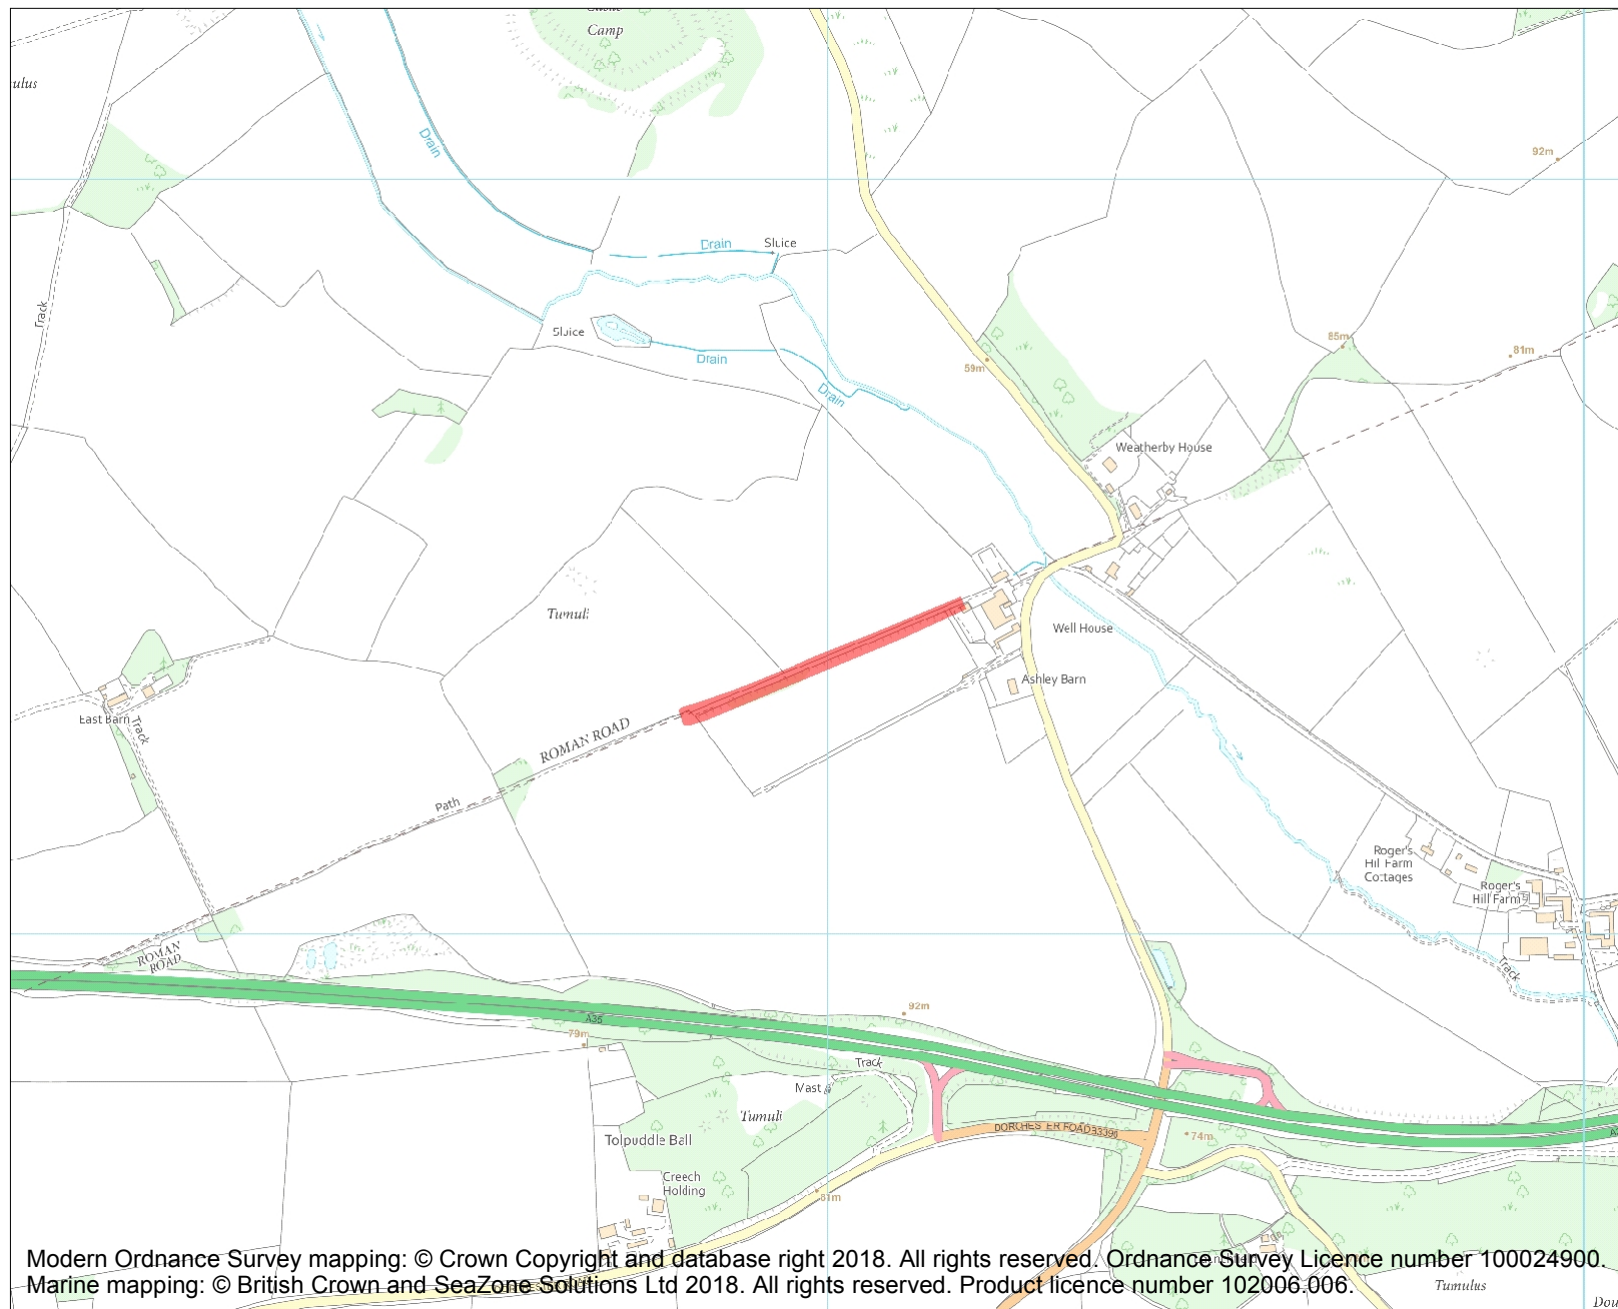 Camp
ulus
Drain
92m
Drain
Sluice
Track
Sluice
Drain
85m
81m
59m
Drain
Weatherby House
Tumuli
Well House
Ashley Barn
East Barn
Track
ROMAN ROAD
Path
Roger's
Hill Farm
Cottages
Roger's
Hill Farm
ROMAN
ROAD
Track
92m
A35
79m
Track
Mast
Tumuli
DORCHES ER ROAD
74m
Tolpuddle Ball
Creech
Holding
81m
Modern Ordnance Survey mapping: © Crown Copyright and database right 2018. All rights reserved. Ordnance Survey Licence number 100024900.
Marine mapping: © British Crown and SeaZone Solutions Ltd 2018. All rights reserved. Product licence number 102006.006.
Tumulus
Dou